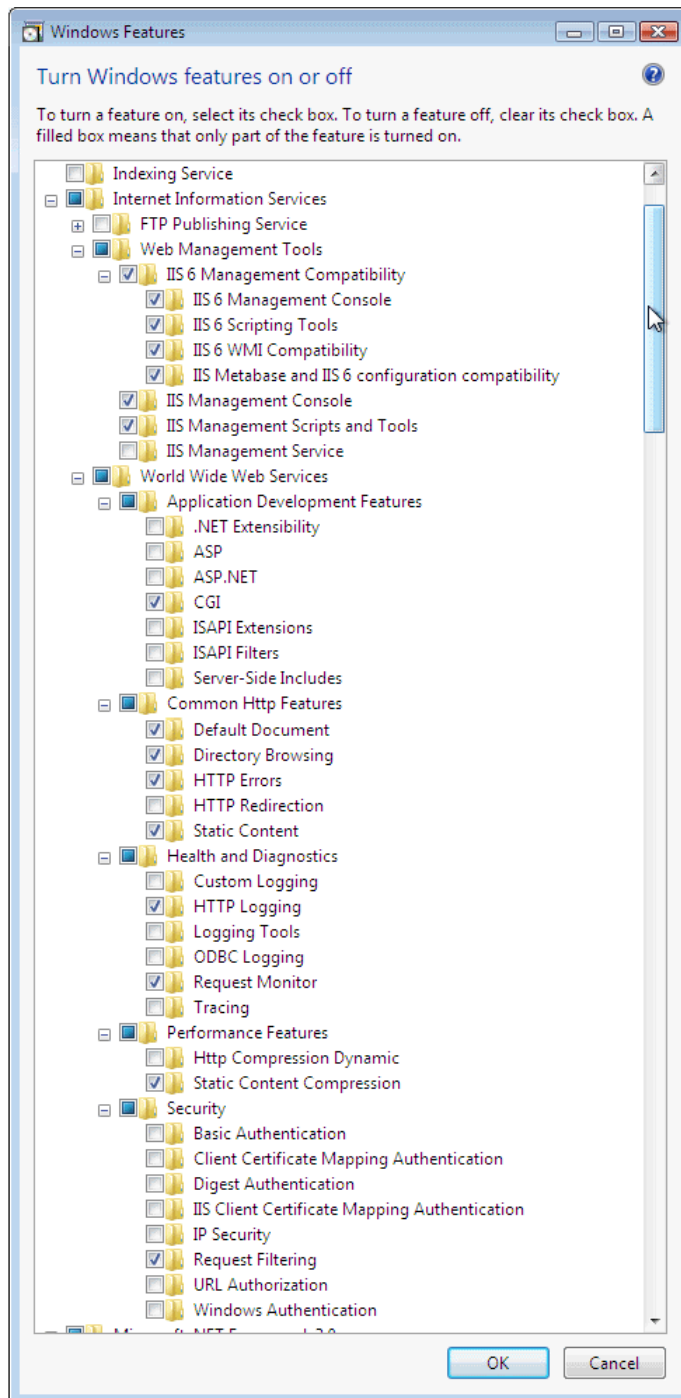 Windows Features
Turn Windows features on or off
To turn a feature on, select its check box. To turn a feature off, clear its check box. A
filled box means that only part of the feature is turned on.
Indexing Service
Internet Information Services
FTP Publishing Service
Web Management Tools
IIS 6 Management Compatibility
IIS 6 Management Console
IIS 6 Scripting Tools
IIS 6 WMI Compatibility
IIS Metabase and IIS 6 configuration compatibility
IIS Management Console
IIS Management Scripts and Tools
IIS Management Service
World Wide Web Services
Application Development Features
.NET Extensibility
ASP
ASP.NET
CGI
ISAPI Extensions
ISAPI Filters
Server-Side Includes
Common Http Features
Default Document
Directory Browsing
HTTP Errors
HTTP Redirection
Static Content
Health and Diagnostics
Custom Logging
HTTP Logging
Logging Tools
ODBC Logging
Request Monitor
Tracing
Performance Features
Http Compression Dynamic
Static Content Compression
Security
Basic Authentication
Client Certificate Mapping Authentication
Digest Authentication
IIS Client Certificate Mapping Authentication
IP Security
Request Filtering
URL Authorization
Windows Authentication
OK Cancel